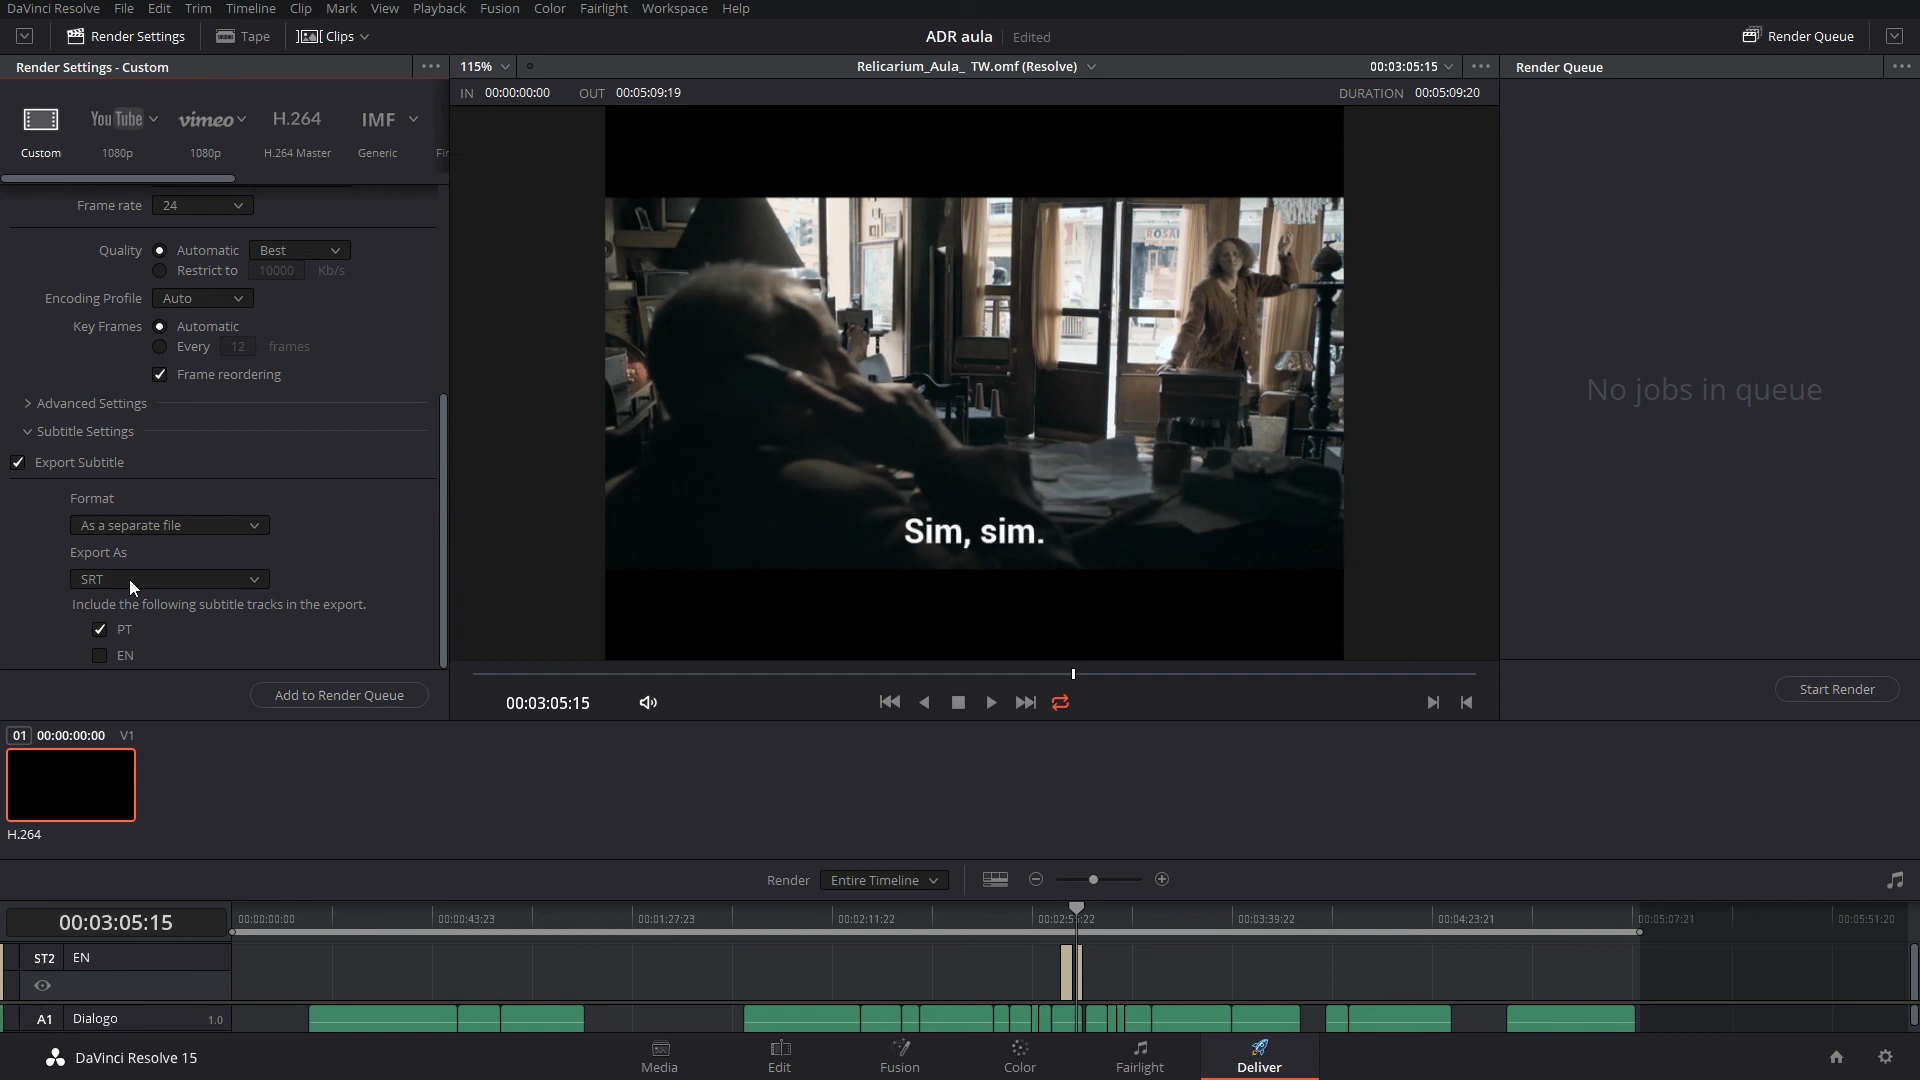 DaVinci Resolve File Edit Trim Timeline Clip Mark View Playback Fusion Color Fairlight Workspace Help
Render Settings Tape Clips ADR aula Edited Render Queue
Render Settings - Custom 115% Relicarium_Aula_ TW.omf (Resolve) 00:03:05:15 Render Queue
IN 00:00:00:00 OUT 00:05:09:19 DURATION 00:05:09:20
YouTube vimeo H.264 IMF
Custom 1080p 1080p H.264 Master Generic
Frame rate 24
Quality Automatic Best
Restrict to 10000 Kb/s
Encoding Profile Auto
Key Frames Automatic
Every 12 frames
Frame reordering
Advanced Settings
Subtitle Settings
Export Subtitle
Format
As a separate file
Export As
SRT
Include the following subtitle tracks in the export.
PT
EN
Add to Render Queue
ROSA
Sim, sim.
No jobs in queue
00:03:05:15
Start Render
01 00:00:00:00 V1
H.264
Render Entire Timeline
00:03:05:15 00:00:00:00 00:00:43:23 00:01:27:23 00:02:11:22 00:03:39:22 00:04:23:21 00:05:07:21 00:05:51:20
ST2 EN
A1 Dialogo 1.0
DaVinci Resolve 15 Media Edit Fusion Color Fairlight Deliver